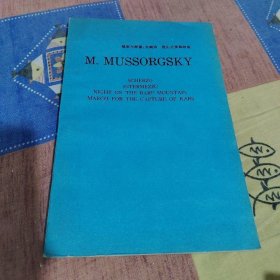 M. MUSSORGSKY
SCHERZO
INTERMEZZO
NIGHT ON THE BARE MOUNTAIN
MARCH FOR THE CAPTURE OF KARS